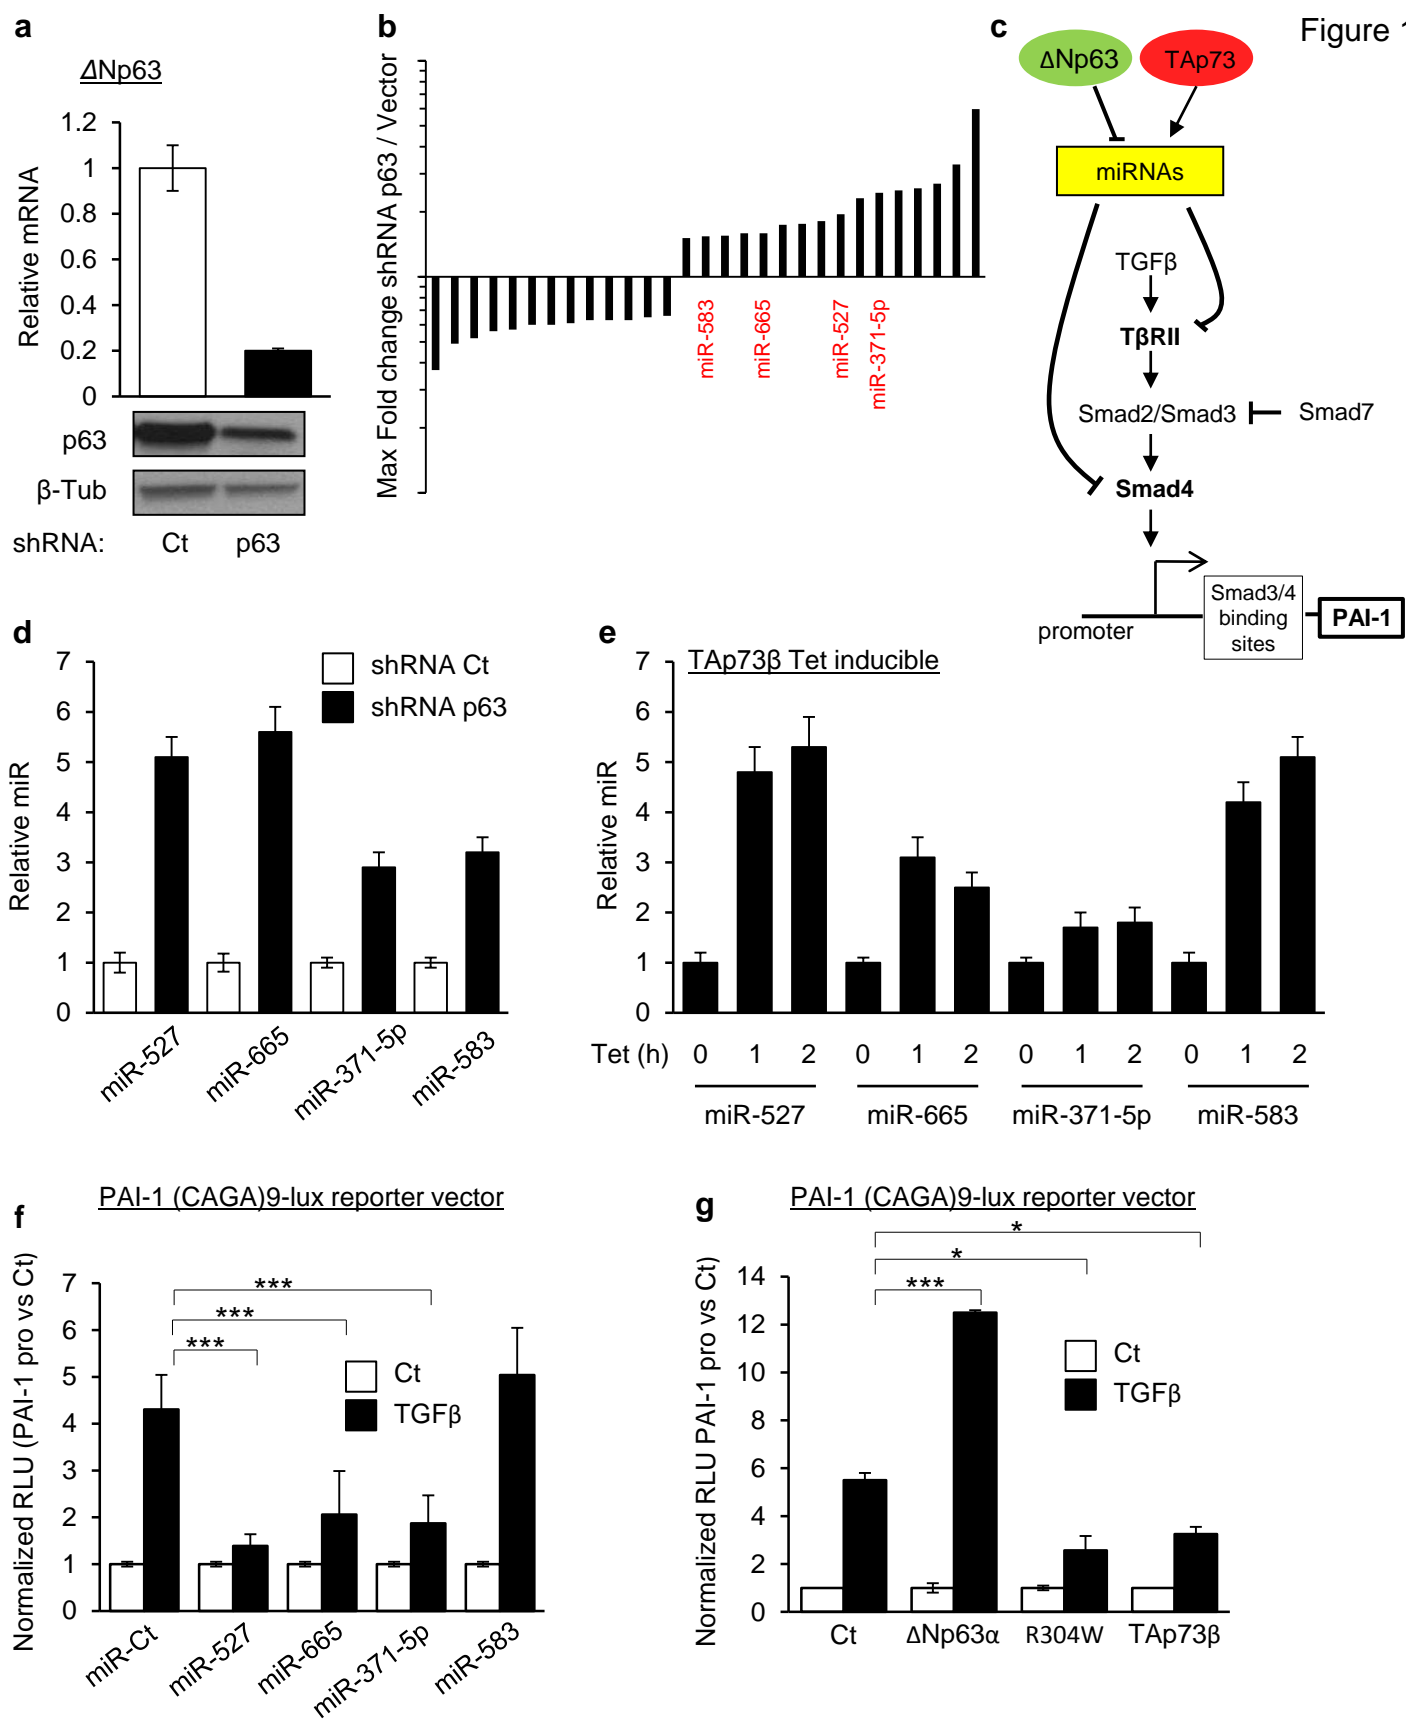 Figure 1
a
ΔNp63
Relative mRNA
1.2
1
0.8
0.6
0.4
0.2
0
p63
β-Tub
shRNA: Ct p63
b
Max Fold change shRNA p63 / Vector
miR-583
miR-665
miR-527
miR-371-5p
c
ΔNp63
TAp73
miRNAs
TGFβ
TβRII
Smad2/Smad3
Smad7
Smad4
promoter
Smad3/4
binding
sites
PAI-1
d
Relative miR
7
6
5
4
3
2
1
0
shRNA Ct
shRNA p63
miR-527
miR-665
miR-371-5p
miR-583
e
TAp73β Tet inducible
Relative miR
7
6
5
4
3
2
1
0
Tet (h) 0 1 2 0 1 2 0 1 2 0 1 2
miR-527 miR-665 miR-371-5p miR-583
f
PAI-1 (CAGA)9-lux reporter vector
Normalized RLU (PAI-1 pro vs Ct)
7
6
5
4
3
2
1
0
***
***
***
Ct
TGFβ
miR-Ct
miR-527
miR-665
miR-371-5p
miR-583
g
PAI-1 (CAGA)9-lux reporter vector
Normalized RLU PAI-1 pro vs Ct)
14
12
10
8
6
4
2
0
*
*
***
Ct
TGFβ
Ct ΔNp63α R304W TAp73β